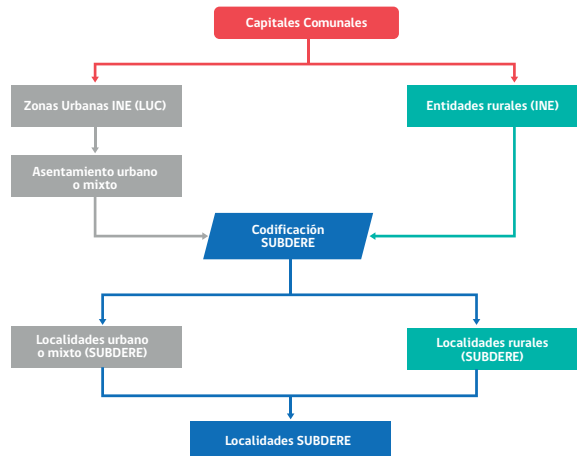 Capitales Comunales
Zonas Urbanas INE (LUC)
Entidades rurales (INE)
Asentamiento urbano
o mixto
Codificación
SUBDERE
Localidades urbano
o mixto (SUBDERE)
Localidades rurales
(SUBDERE)
Localidades SUBDERE